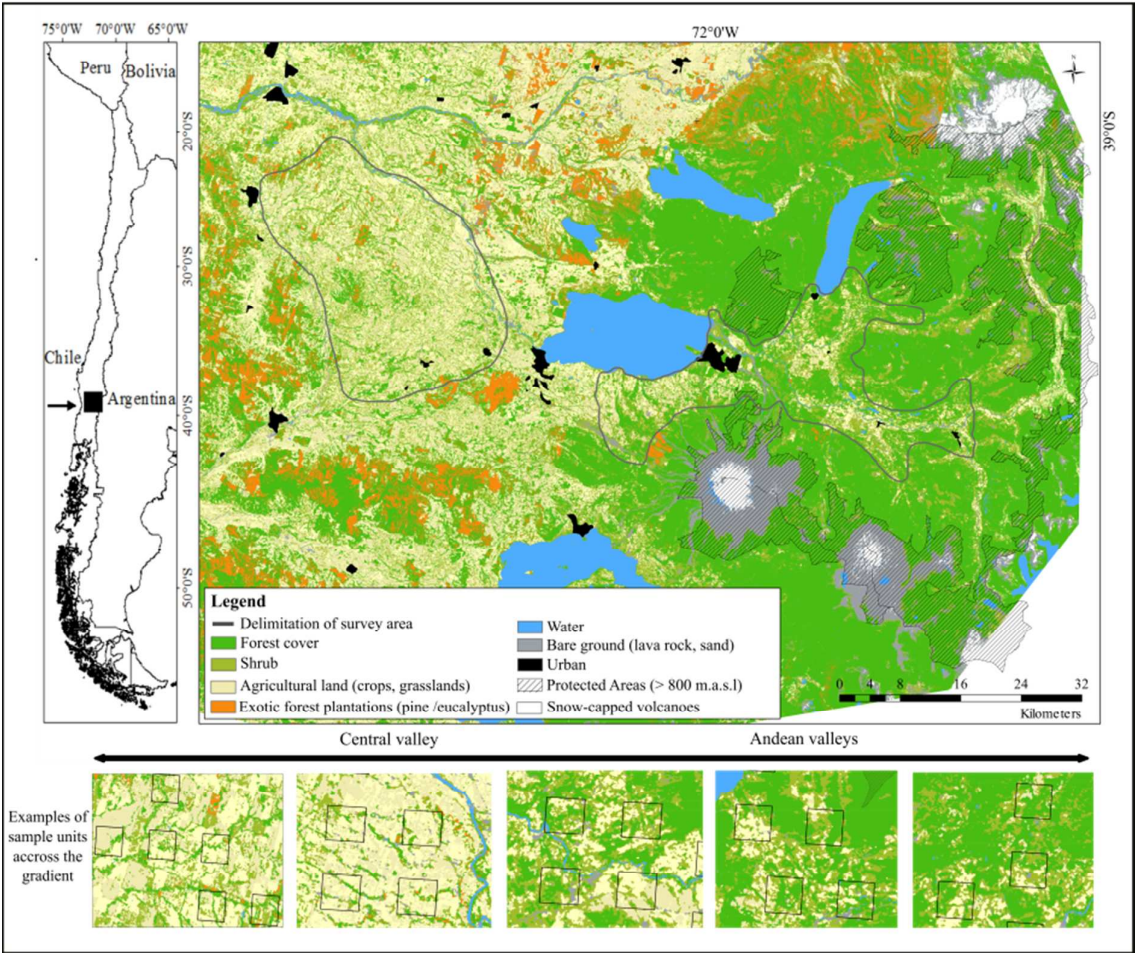 75°0'W 70°0'W 65°0'W
72°0'W
Peru Bolivia
20°0'S
39°0'S
30°0'S
Chile
Argentina
40°0'S
50°0'S
Legend
Delimitation of survey area
Forest cover
Shrub
Agricultural land (crops, grasslands)
Exotic forest plantations (pine /eucalyptus)
Water
Bare ground (lava rock, sand)
Urban
Protected Areas (> 800 m.a.s.l)
Snow-capped volcanoes
0 4 8 16 24 32
Kilometers
Central valley Andean valleys
Examples of
sample units
accross the
gradient